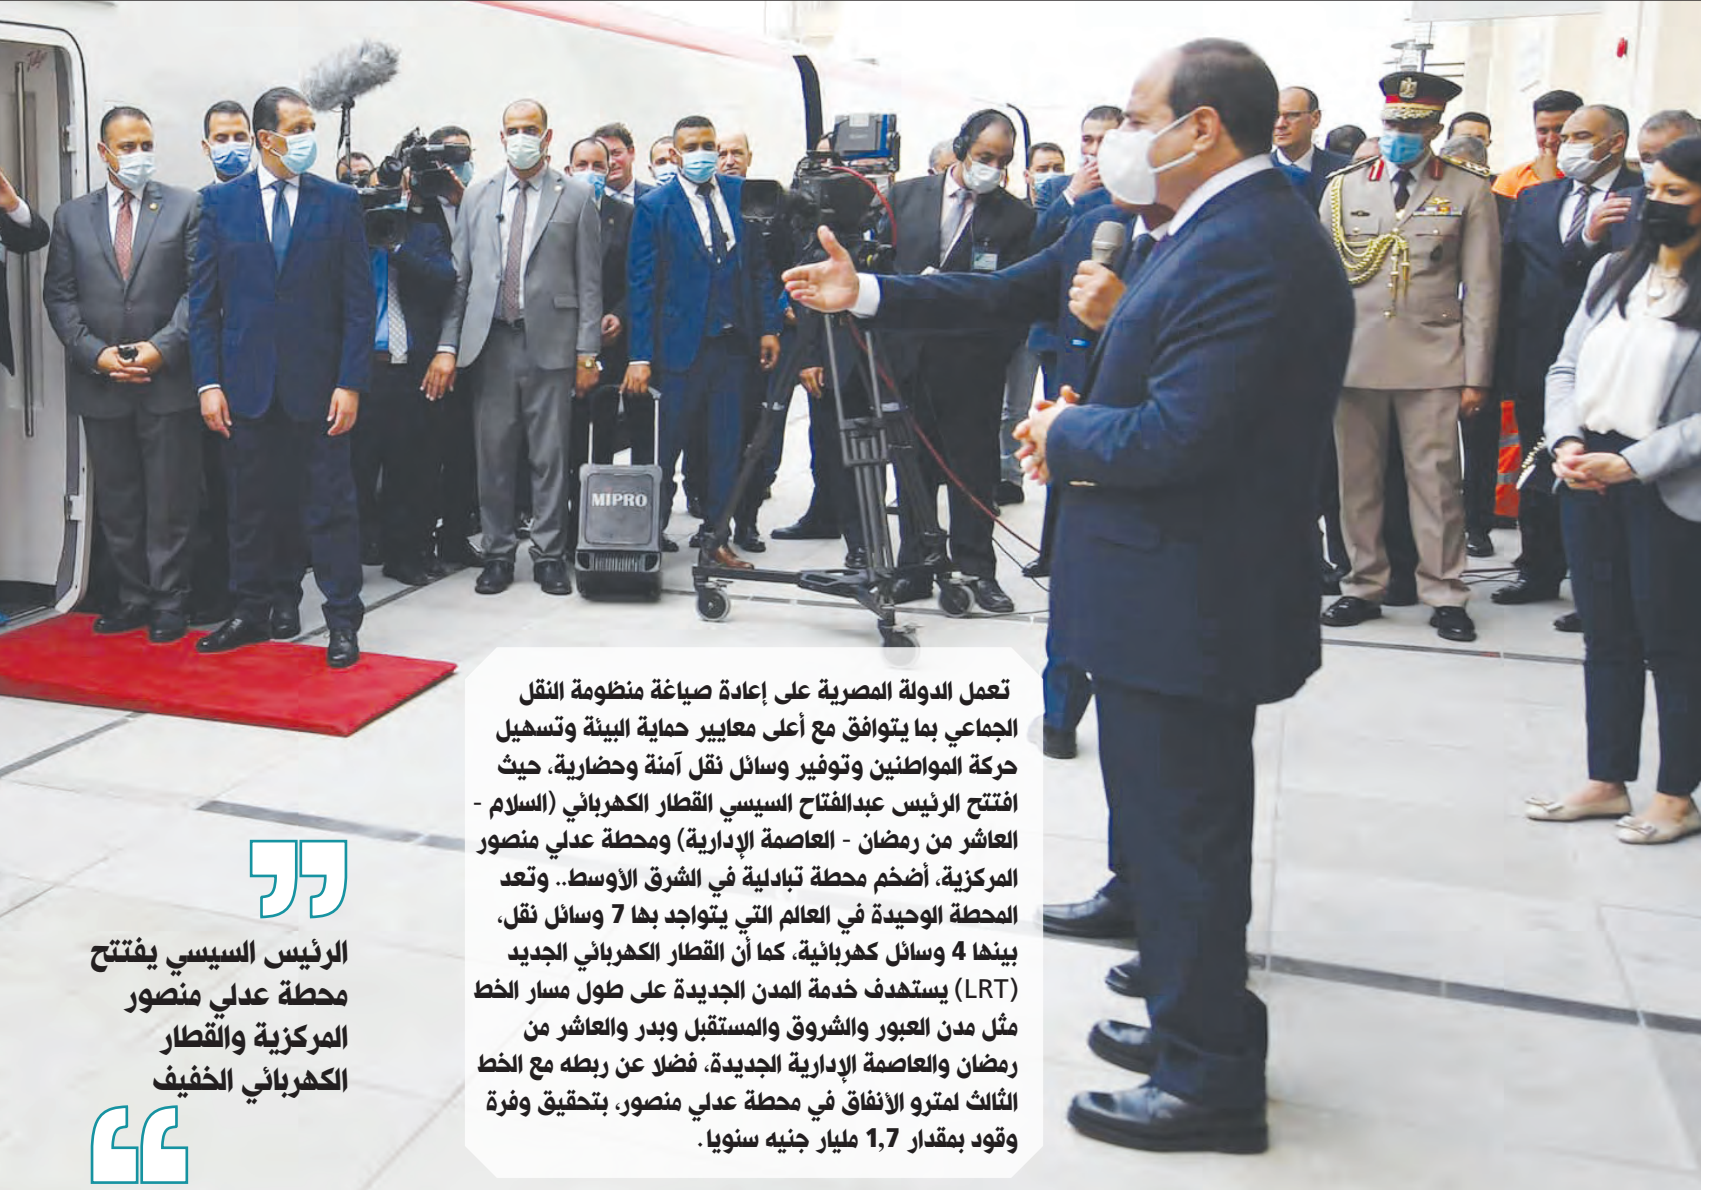 MIPRO
تعمل الدولة المصرية على إعادة صياغة منظومة النقل
الجماعي بما يتوافق مع أعلى معايير حماية البيئة وتسهيل
حركة المواطنين وتوفير وسائل نقل آمنة وحضارية، حيث
افتتح الرئيس عبدالفتاح السيسي القطار الكهربائي (السلام -
العاشر من رمضان - العاصمة الإدارية) ومحطة عدلي منصور
المركزية، أضخم محطة تبادلية في الشرق الأوسط.. وتعد
المحطة الوحيدة في العالم التي يتواجد بها 7 وسائل نقل،
بينها 4 وسائل كهربائية، كما أن القطار الكهربائي الجديد
(LRT) يستهدف خدمة المدن الجديدة على طول مسار الخط
مثل مدن العبور والشروق والمستقبل وبدر والعاشر من
رمضان والعاصمة الإدارية الجديدة، فضلا عن ربطه مع الخط
الثالث لمترو الأنفاق في محطة عدلي منصور، بتحقيق وفرة
وقود بمقدار 1,7 مليار جنيه سنويا.
الرئيس السيسي يفتتح
محطة عدلي منصور
المركزية والقطار
الكهربائي الخفيف